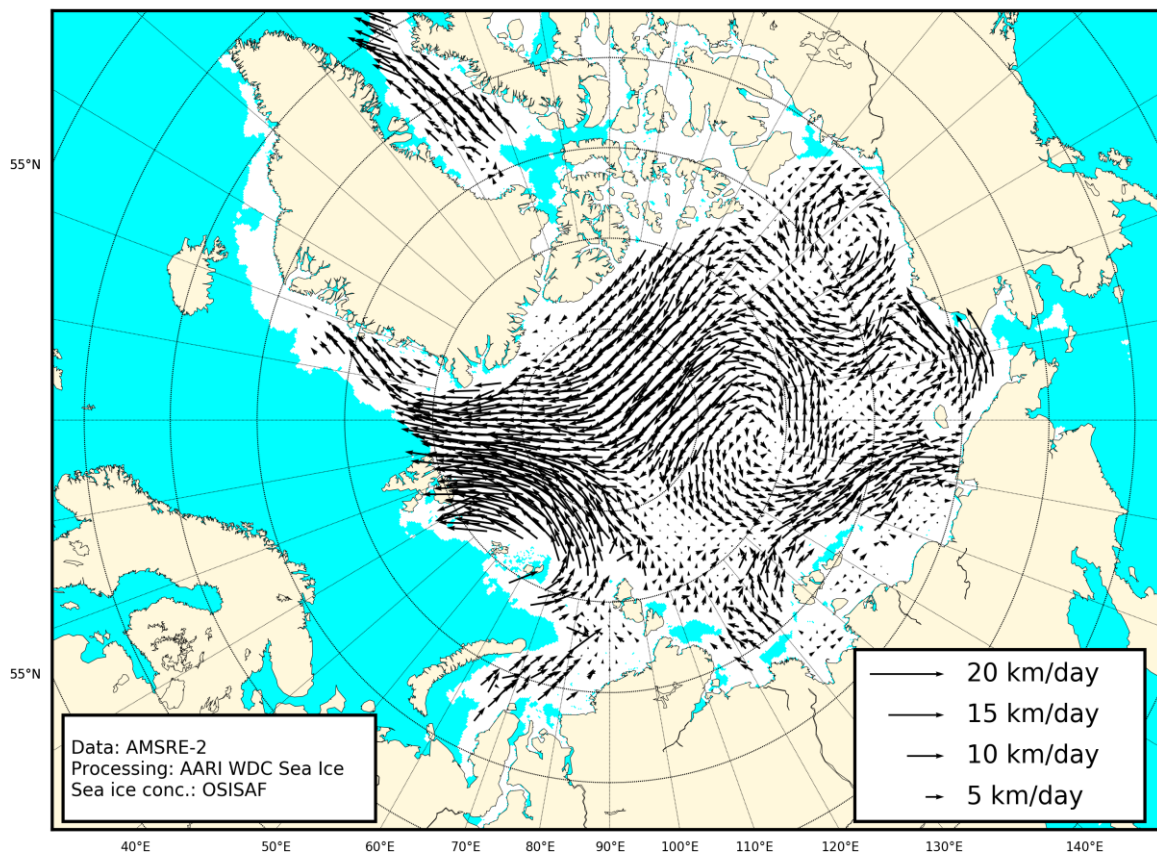 55°N
55°N
20 km/day
15 km/day
10 km/day
5 km/day
Data: AMSRE-2
Processing: AARI WDC Sea Ice
Sea ice conc.: OSISAF
40°E 50°E 60°E 70°E 80°E 90°E 100°E 110°E 120°E 130°E 140°E